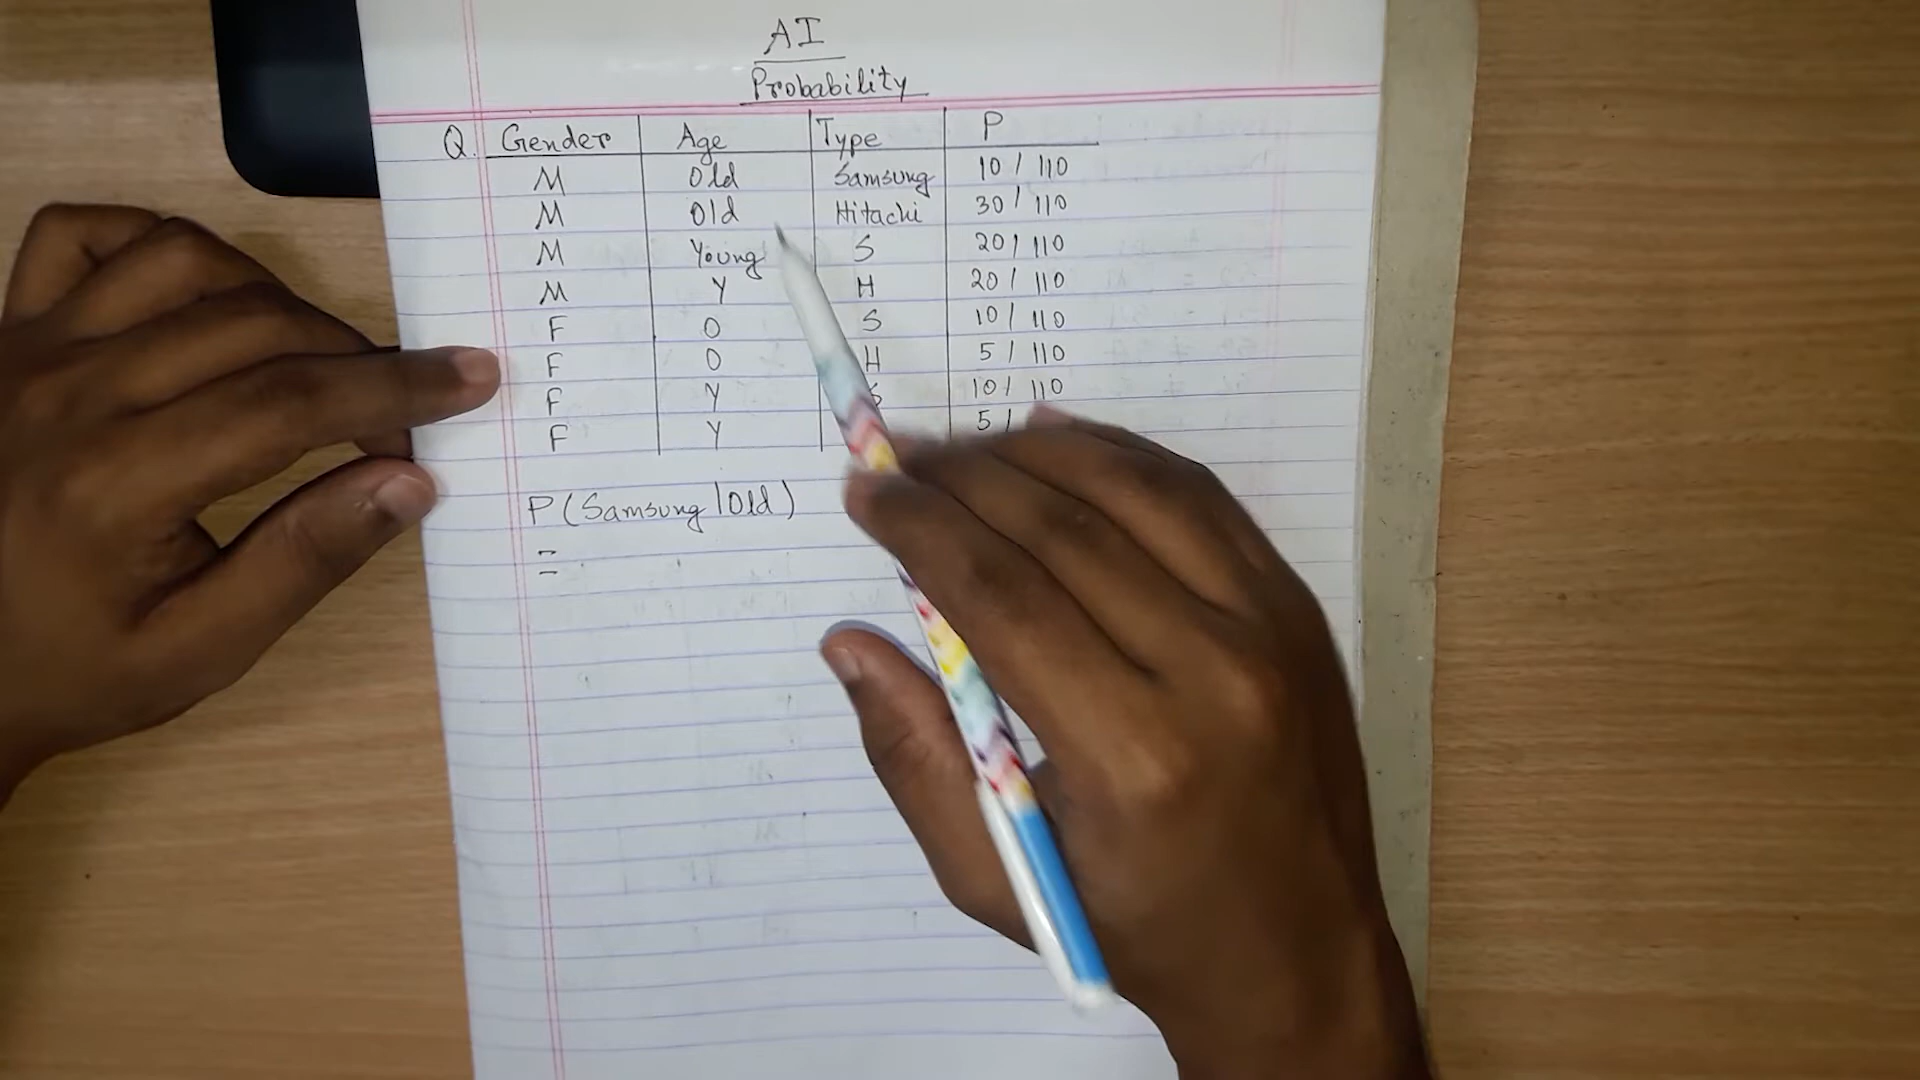 AI
Probability
Q. Gender Age Type P
M Old Samsung 10 / 110
M Old Hitachi 30 / 110
M Young S 20 / 110
M Y H 20 / 110
F O S 10 / 110
F O H 5 / 110
F Y S 10 / 110
F Y 5 /
P (Samsung | Old)
=